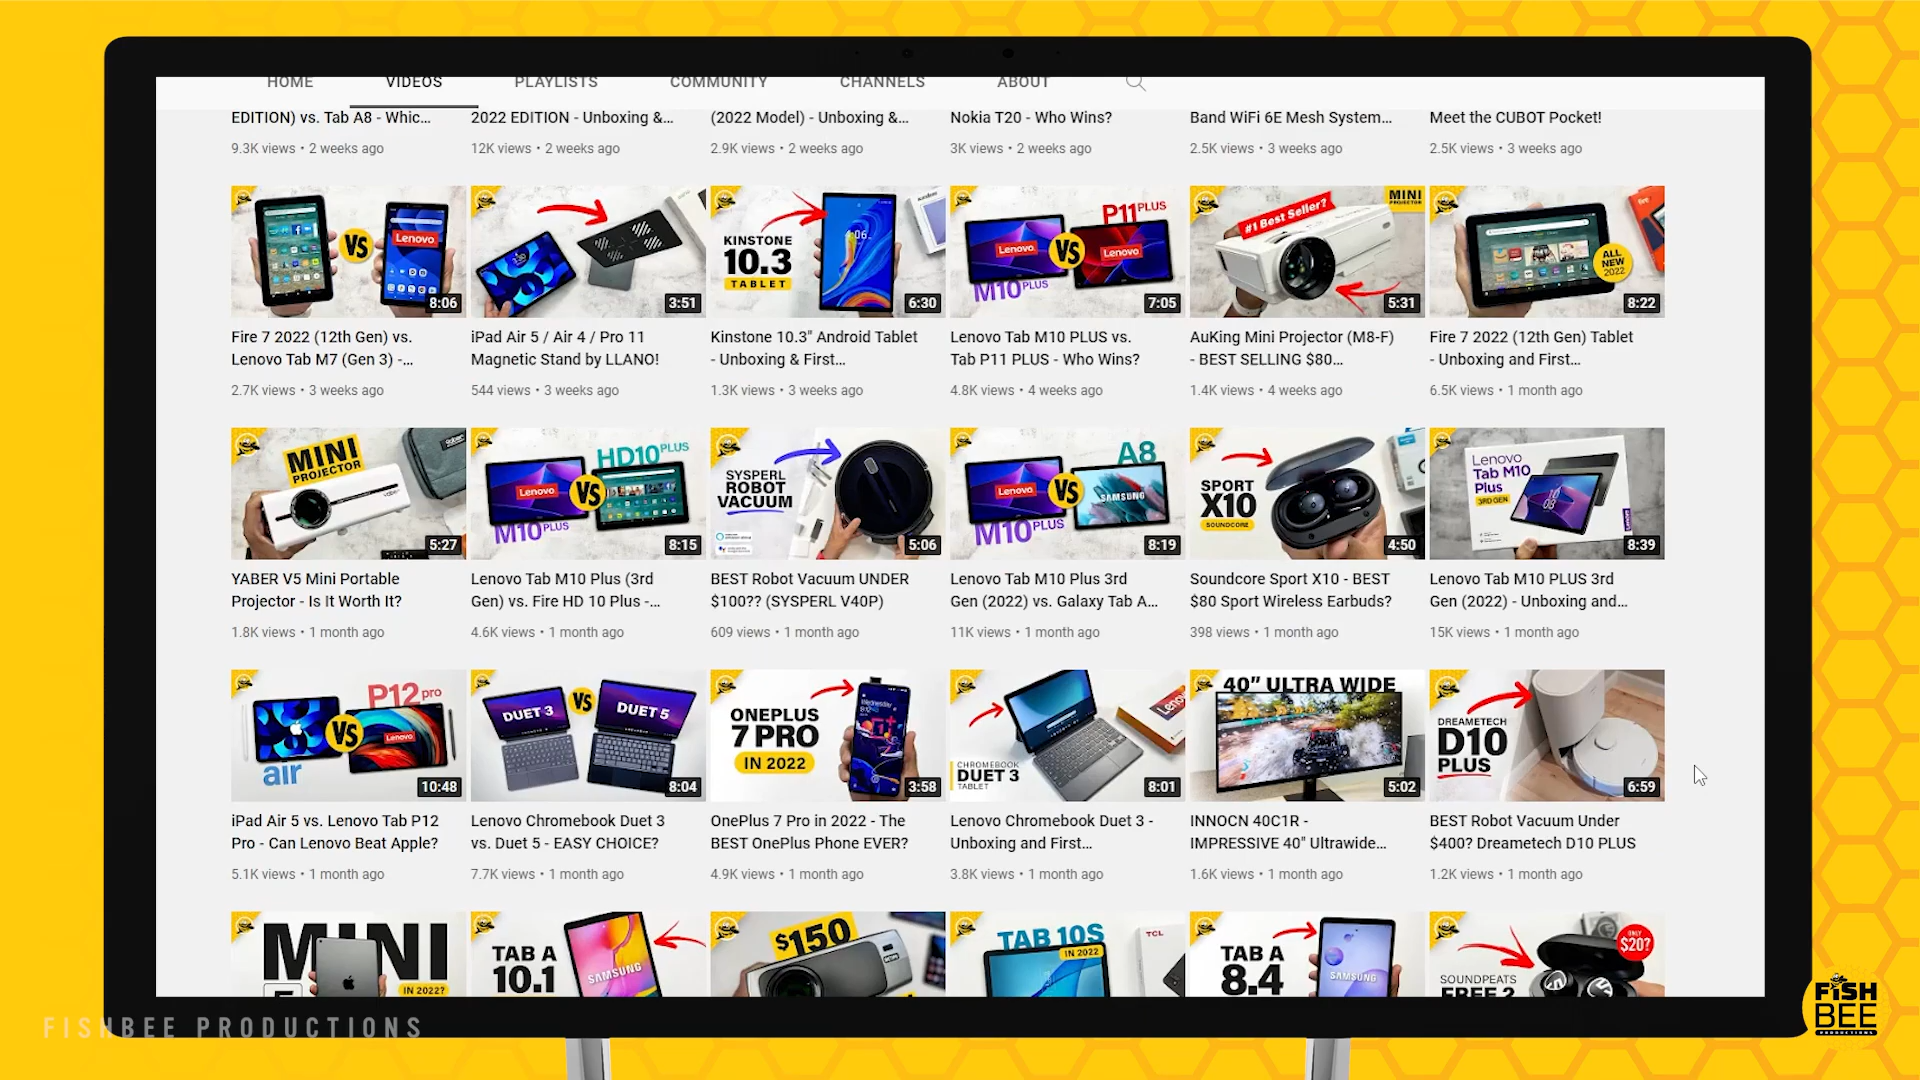 HOME VIDEOS PLAYLISTS COMMUNITY CHANNELS ABOUT
EDITION) vs. Tab A8 - Whic...
9.3K views • 2 weeks ago
2022 EDITION - Unboxing &...
12K views • 2 weeks ago
(2022 Model) - Unboxing &...
2.9K views • 2 weeks ago
Nokia T20 - Who Wins?
3K views • 2 weeks ago
Band WiFi 6E Mesh System...
2.5K views • 3 weeks ago
Meet the CUBOT Pocket!
2.5K views • 3 weeks ago
VS
Lenovo
8:06
Fire 7 2022 (12th Gen) vs.
Lenovo Tab M7 (Gen 3) -...
2.7K views • 3 weeks ago
3:51
iPad Air 5 / Air 4 / Pro 11
Magnetic Stand by LLANO!
544 views • 3 weeks ago
KINSTONE
10.3
TABLET
4:06
6:30
Kinstone 10.3" Android Tablet
- Unboxing & First...
1.3K views • 3 weeks ago
P11 PLUS
Lenovo
VS
Lenovo
M10 PLUS
7:05
Lenovo Tab M10 PLUS vs.
Tab P11 PLUS - Who Wins?
4.8K views • 4 weeks ago
#1 Best Seller?
MINI
PROJECTOR
5:31
AuKing Mini Projector (M8-F)
- BEST SELLING $80...
1.4K views • 4 weeks ago
fire
ALL
NEW
2022
8:22
Fire 7 2022 (12th Gen) Tablet
- Unboxing and First...
6.5K views • 1 month ago
MINI
PROJECTOR
5:27
YABER V5 Mini Portable
Projector - Is It Worth It?
1.8K views • 1 month ago
HD10 PLUS
Lenovo
VS
M10 PLUS
8:15
Lenovo Tab M10 Plus (3rd
Gen) vs. Fire HD 10 Plus -...
4.6K views • 1 month ago
SYSPERL
ROBOT
VACUUM
5:06
BEST Robot Vacuum UNDER
$100?? (SYSPERL V40P)
609 views • 1 month ago
A8
Lenovo
VS
SAMSUNG
M10 PLUS
8:19
Lenovo Tab M10 Plus 3rd
Gen (2022) vs. Galaxy Tab A...
11K views • 1 month ago
SPORT
X10
SOUNDCORE
4:50
Soundcore Sport X10 - BEST
$80 Sport Wireless Earbuds?
398 views • 1 month ago
Lenovo
Tab M10
Plus
3RD GEN
8:39
Lenovo Tab M10 PLUS 3rd
Gen (2022) - Unboxing and...
15K views • 1 month ago
P12 pro
VS
Lenovo
air
10:48
iPad Air 5 vs. Lenovo Tab P12
Pro - Can Lenovo Beat Apple?
5.1K views • 1 month ago
DUET 3
VS
DUET 5
8:04
Lenovo Chromebook Duet 3
vs. Duet 5 - EASY CHOICE?
7.7K views • 1 month ago
ONEPLUS
7 PRO
IN 2022
3:58
OnePlus 7 Pro in 2022 - The
BEST OnePlus Phone EVER?
4.9K views • 1 month ago
CHROMEBOOK
DUET 3
TABLET
8:01
Lenovo Chromebook Duet 3 -
Unboxing and First...
3.8K views • 1 month ago
40" ULTRA WIDE
5:02
INNOCN 40C1R -
IMPRESSIVE 40" Ultrawide...
1.6K views • 1 month ago
DREAMETECH
D10
PLUS
6:59
BEST Robot Vacuum Under
$400? Dreametech D10 PLUS
1.2K views • 1 month ago
MINI
IN 2022?
TAB A
10.1
SAMSUNG
$150
TAB 10S
IN 2022
TCL
TAB A
8.4
SAMSUNG
ONLY
$20?
SOUNDPEATS
FREE 2
FISHBEE PRODUCTIONS
FISH
BEE
PRODUCTIONS